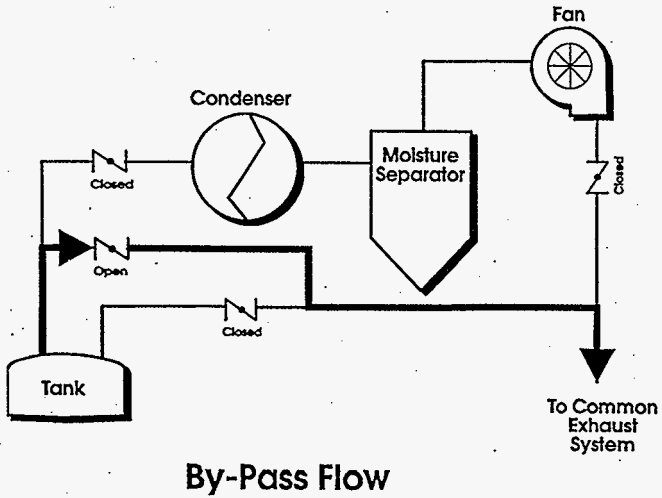 Fan
Condenser
Moisture
Separator
Closed
Closed
Open
Closed
Tank
To Common
Exhaust
System
By-Pass Flow